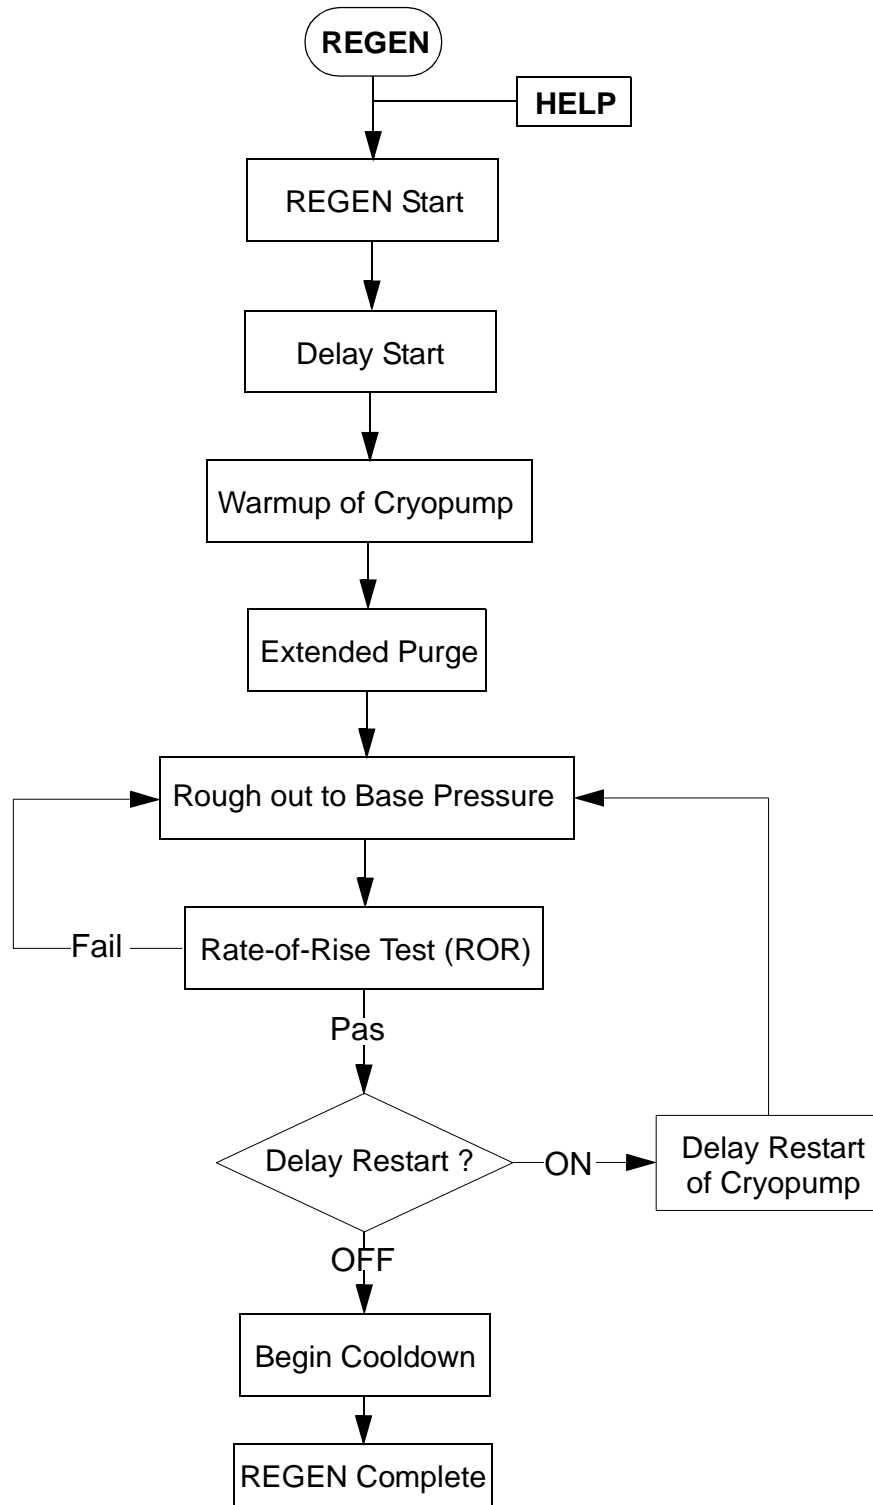 REGEN
HELP
REGEN Start
Delay Start
Warmup of Cryopump
Extended Purge
Rough out to Base Pressure
Fail
Rate-of-Rise Test (ROR)
Pas
Delay Restart ?
ON
Delay Restart
of Cryopump
OFF
Begin Cooldown
REGEN Complete